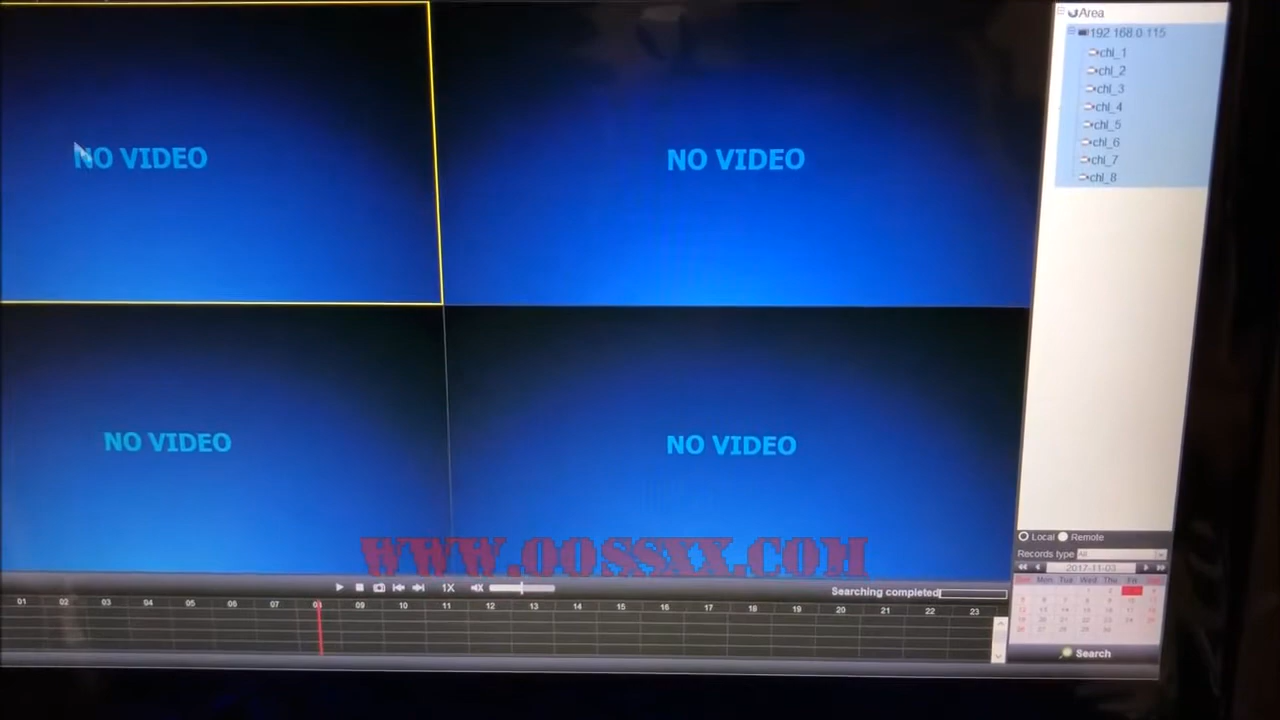 Area
192.168.0.115
chl_1
chl_2
chl_3
chl_4
chl_5
chl_6
chl_7
chl_8
NO VIDEO
NO VIDEO
NO VIDEO
NO VIDEO
WWW.OOSSXX.COM
Local Remote
Records type All
2017-11-03
Sun Mon Tue Wed Thu Fri Sat
1X
Searching completed
01 02 03 04 05 06 07 08 09 10 11 12 13 14 15 16 17 18 19 20 21 22 23
Search